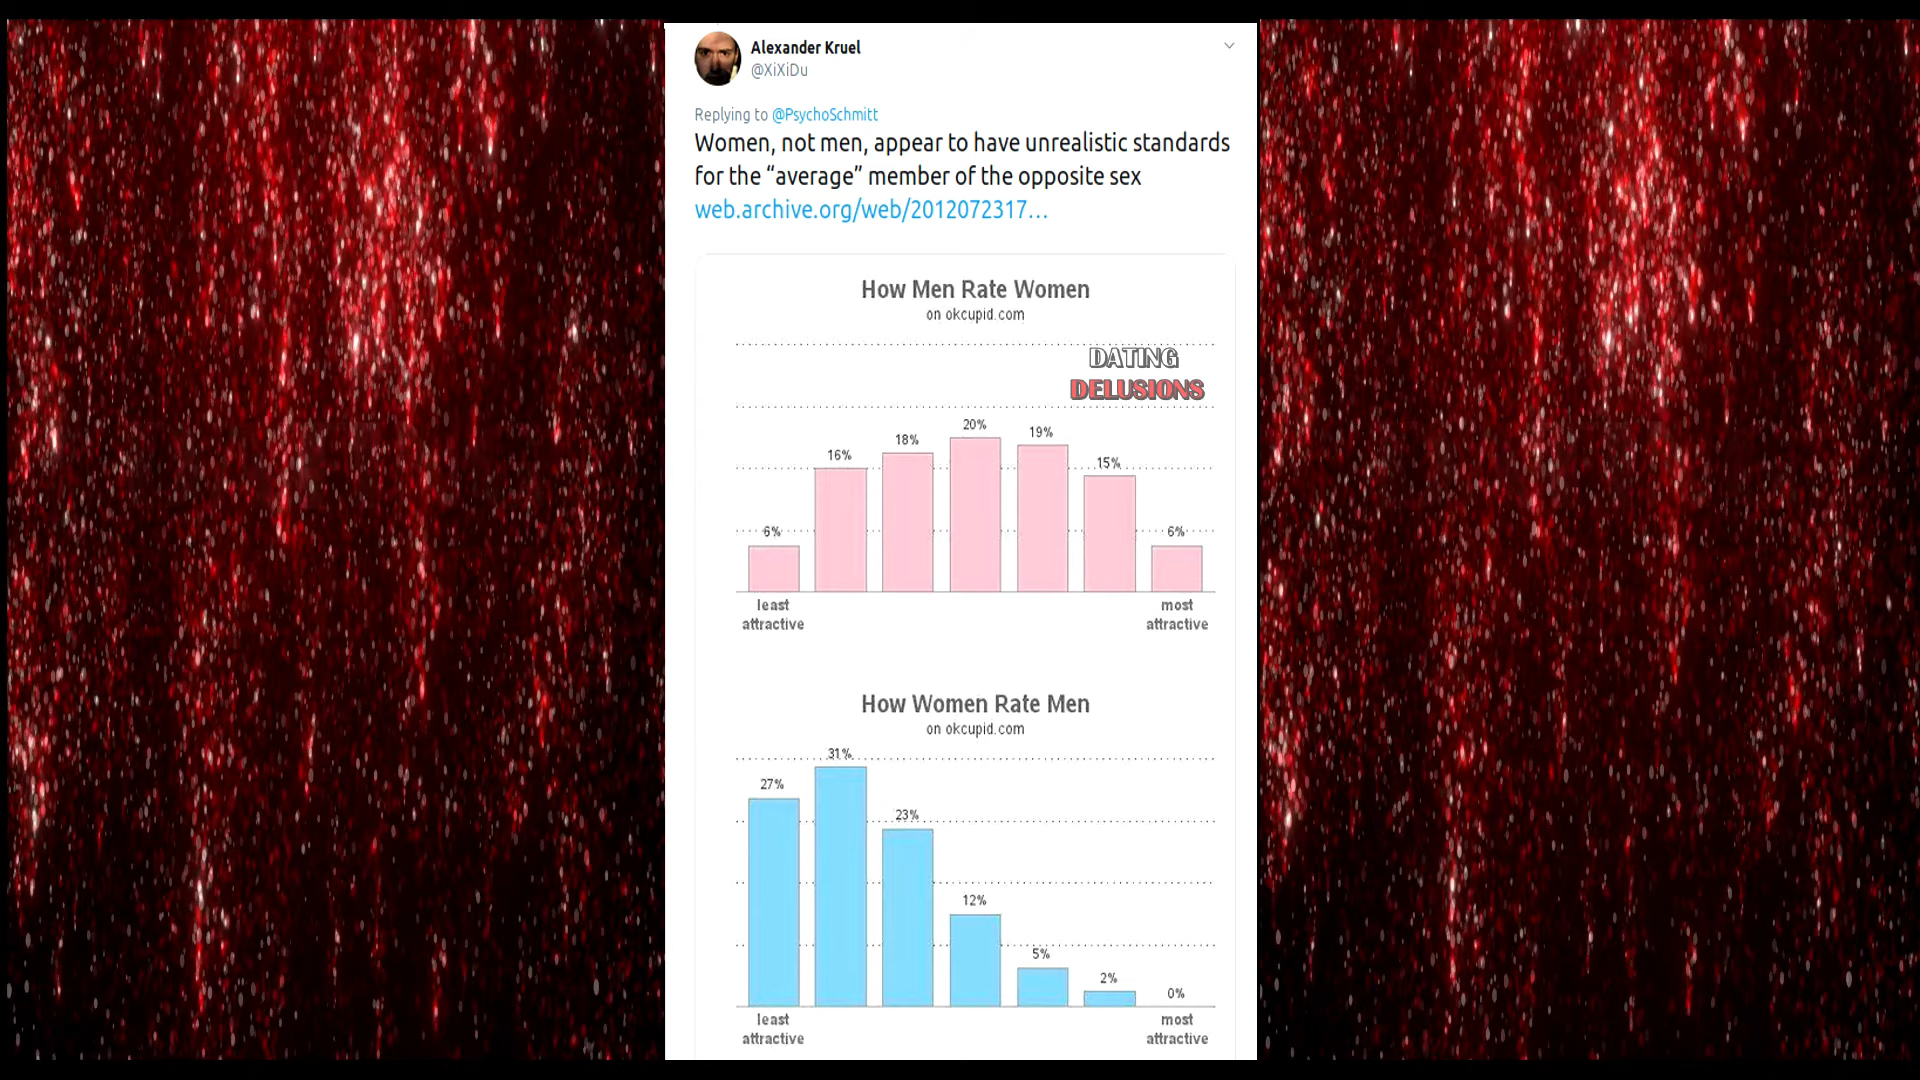 Alexander Kruel
@XiXiDu
Replying to @PsychoSchmitt
Women, not men, appear to have unrealistic standards
for the “average” member of the opposite sex
web.archive.org/web/2012072317…
How Men Rate Women
on okcupid.com
DATING
DELUSIONS
6% 16% 18% 20% 19% 15% 6%
least
attractive
most
attractive
How Women Rate Men
on okcupid.com
27% 31% 23% 12% 5% 2% 0%
least
attractive
most
attractive